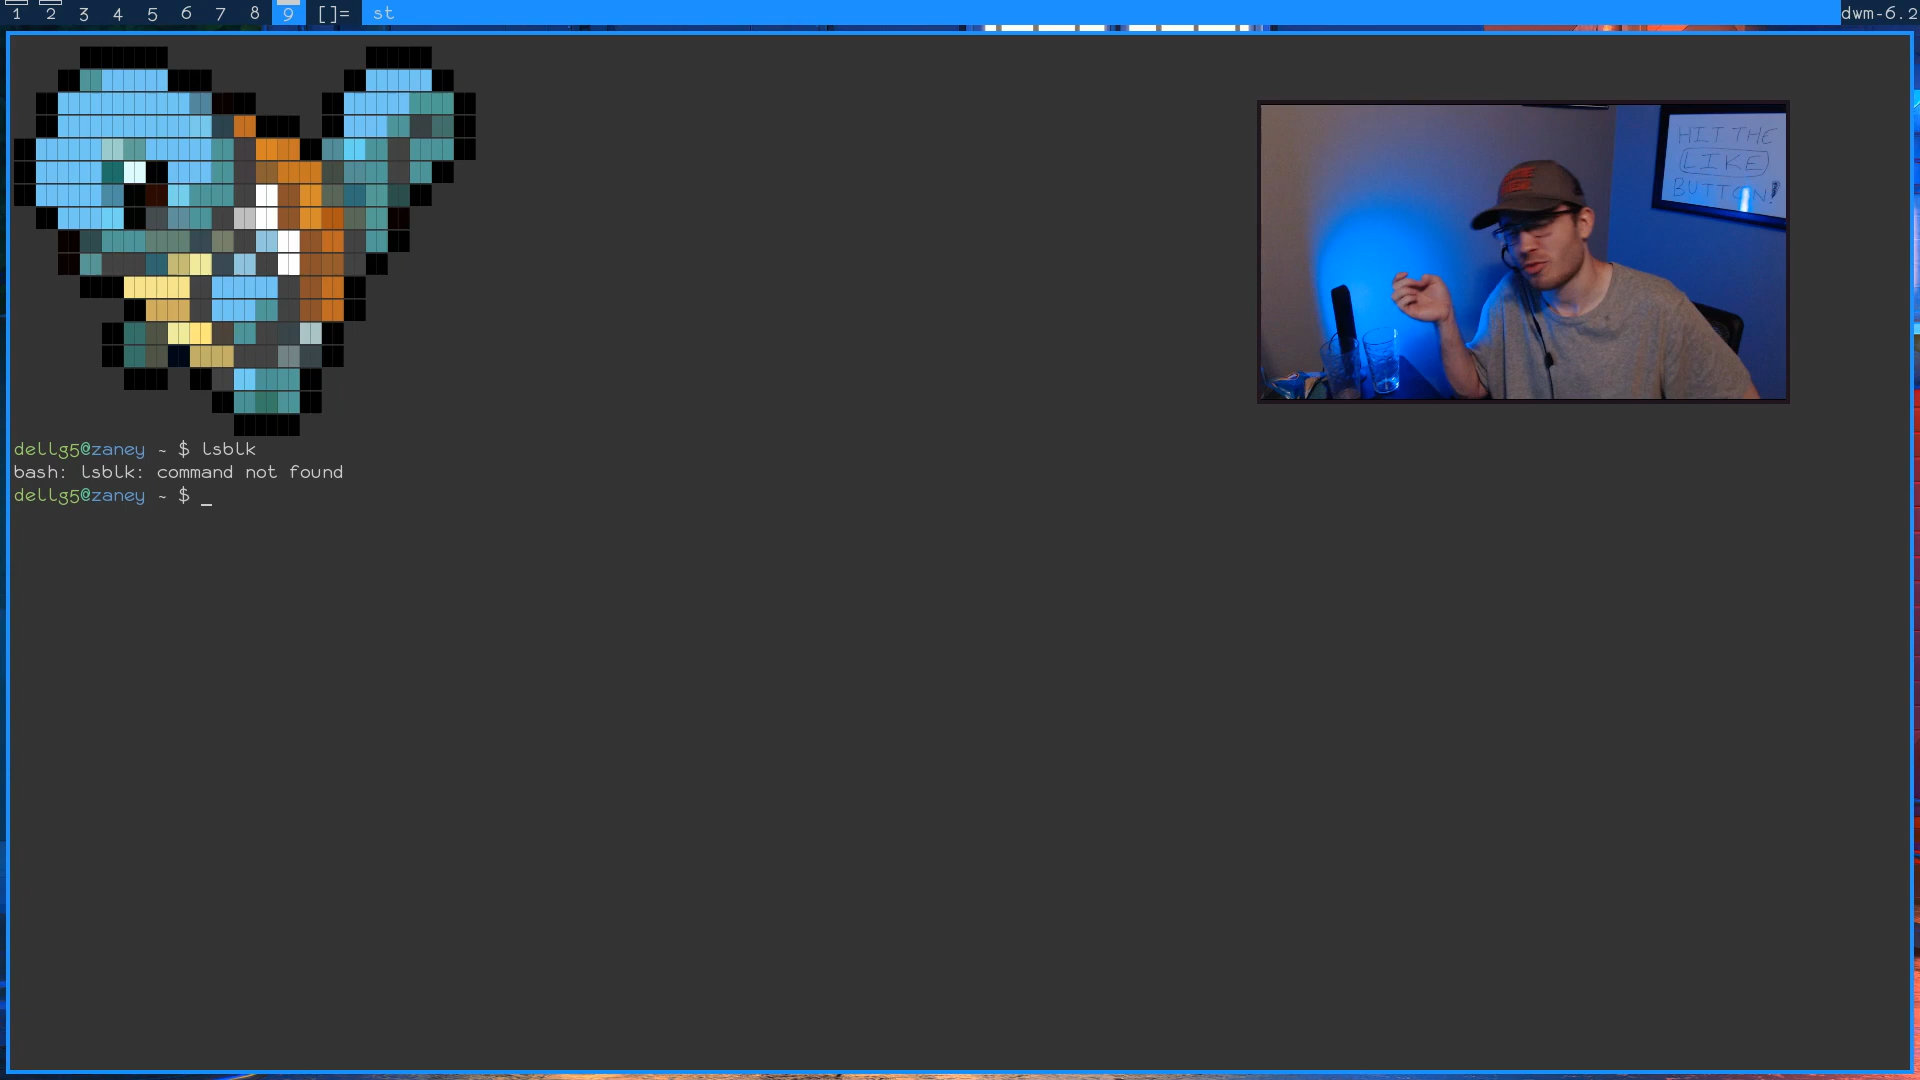 1 2 3 4 5 6 7 8 9 []= st dwm-6.2
HIT THE
LIKE
BUTTON!
dellg5@zaney ~ $ lsblk
bash: lsblk: command not found
dellg5@zaney ~ $ _